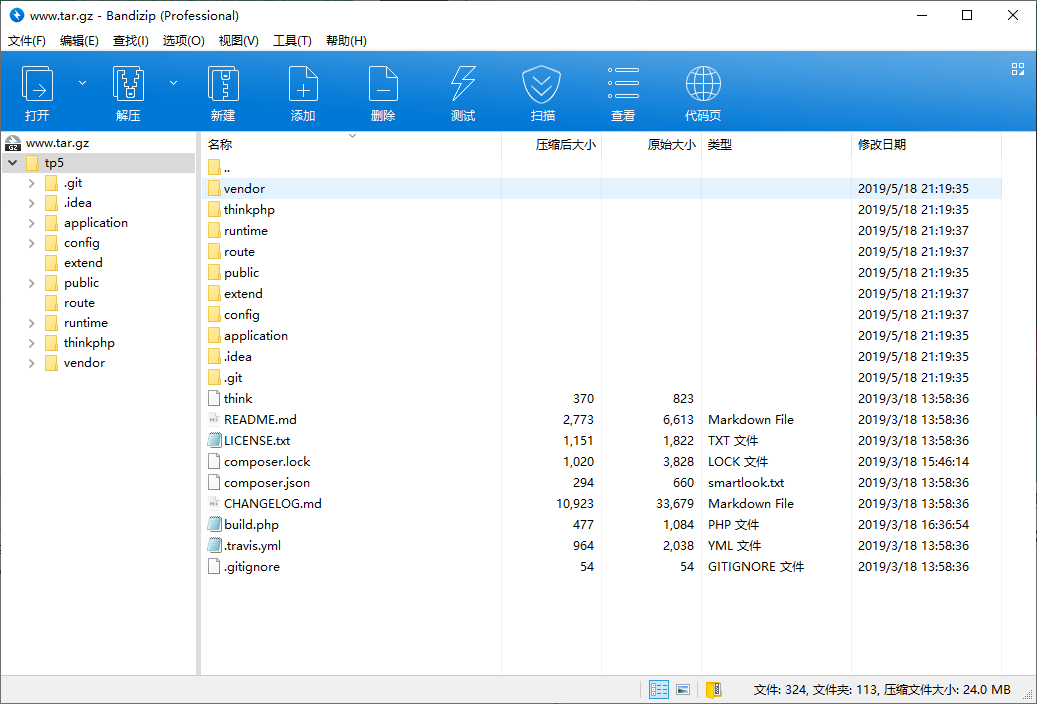 www.tar.gz - Bandizip (Professional)
文件(F) 编辑(E) 查找(I) 选项(O) 视图(V) 工具(T) 帮助(H)
打开 解压 新建 添加 删除 测试 扫描 查看 代码页
www.tar.gz
tp5
.git
.idea
application
config
extend
public
route
runtime
thinkphp
vendor
名称 压缩后大小 原始大小 类型 修改日期
..
vendor 2019/5/18 21:19:35
thinkphp 2019/5/18 21:19:35
runtime 2019/5/18 21:19:37
route 2019/5/18 21:19:37
public 2019/5/18 21:19:35
extend 2019/5/18 21:19:37
config 2019/5/18 21:19:37
application 2019/5/18 21:19:35
.idea 2019/5/18 21:19:35
.git 2019/5/18 21:19:35
think 370 823 2019/3/18 13:58:36
README.md 2,773 6,613 Markdown File 2019/3/18 13:58:36
LICENSE.txt 1,151 1,822 TXT 文件 2019/3/18 13:58:36
composer.lock 1,020 3,828 LOCK 文件 2019/3/18 15:46:14
composer.json 294 660 smartlook.txt 2019/3/18 13:58:36
CHANGELOG.md 10,923 33,679 Markdown File 2019/3/18 13:58:36
build.php 477 1,084 PHP 文件 2019/3/18 16:36:54
.travis.yml 964 2,038 YML 文件 2019/3/18 13:58:36
.gitignore 54 54 GITIGNORE 文件 2019/3/18 13:58:36
文件: 324, 文件夹: 113, 压缩文件大小: 24.0 MB